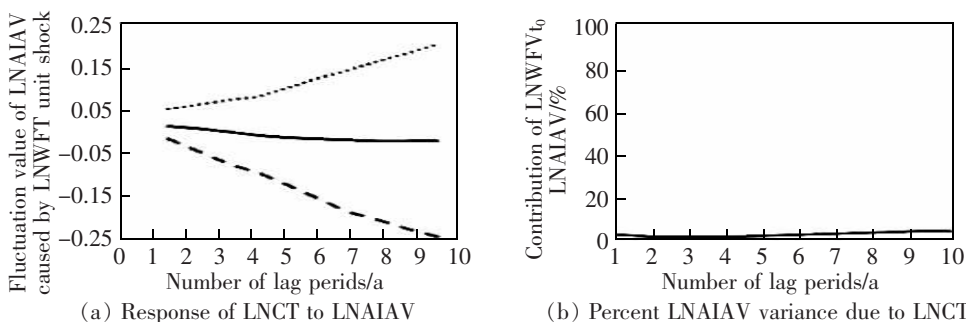 Fluctuation value of LNAIAV
caused by LNWFT unit shock
0.25
0.15
0.05
−0.05
−0.15
−0.25
0 1 2 3 4 5 6 7 8 9 10
Number of lag perids/a
(a) Response of LNCT to LNAIAV
Contribution of LNWFVt₀
LNAIAV/%
100
80
60
40
20
0
1 2 3 4 5 6 7 8 9 10
Number of lag perids/a
(b) Percent LNAIAV variance due to LNCT